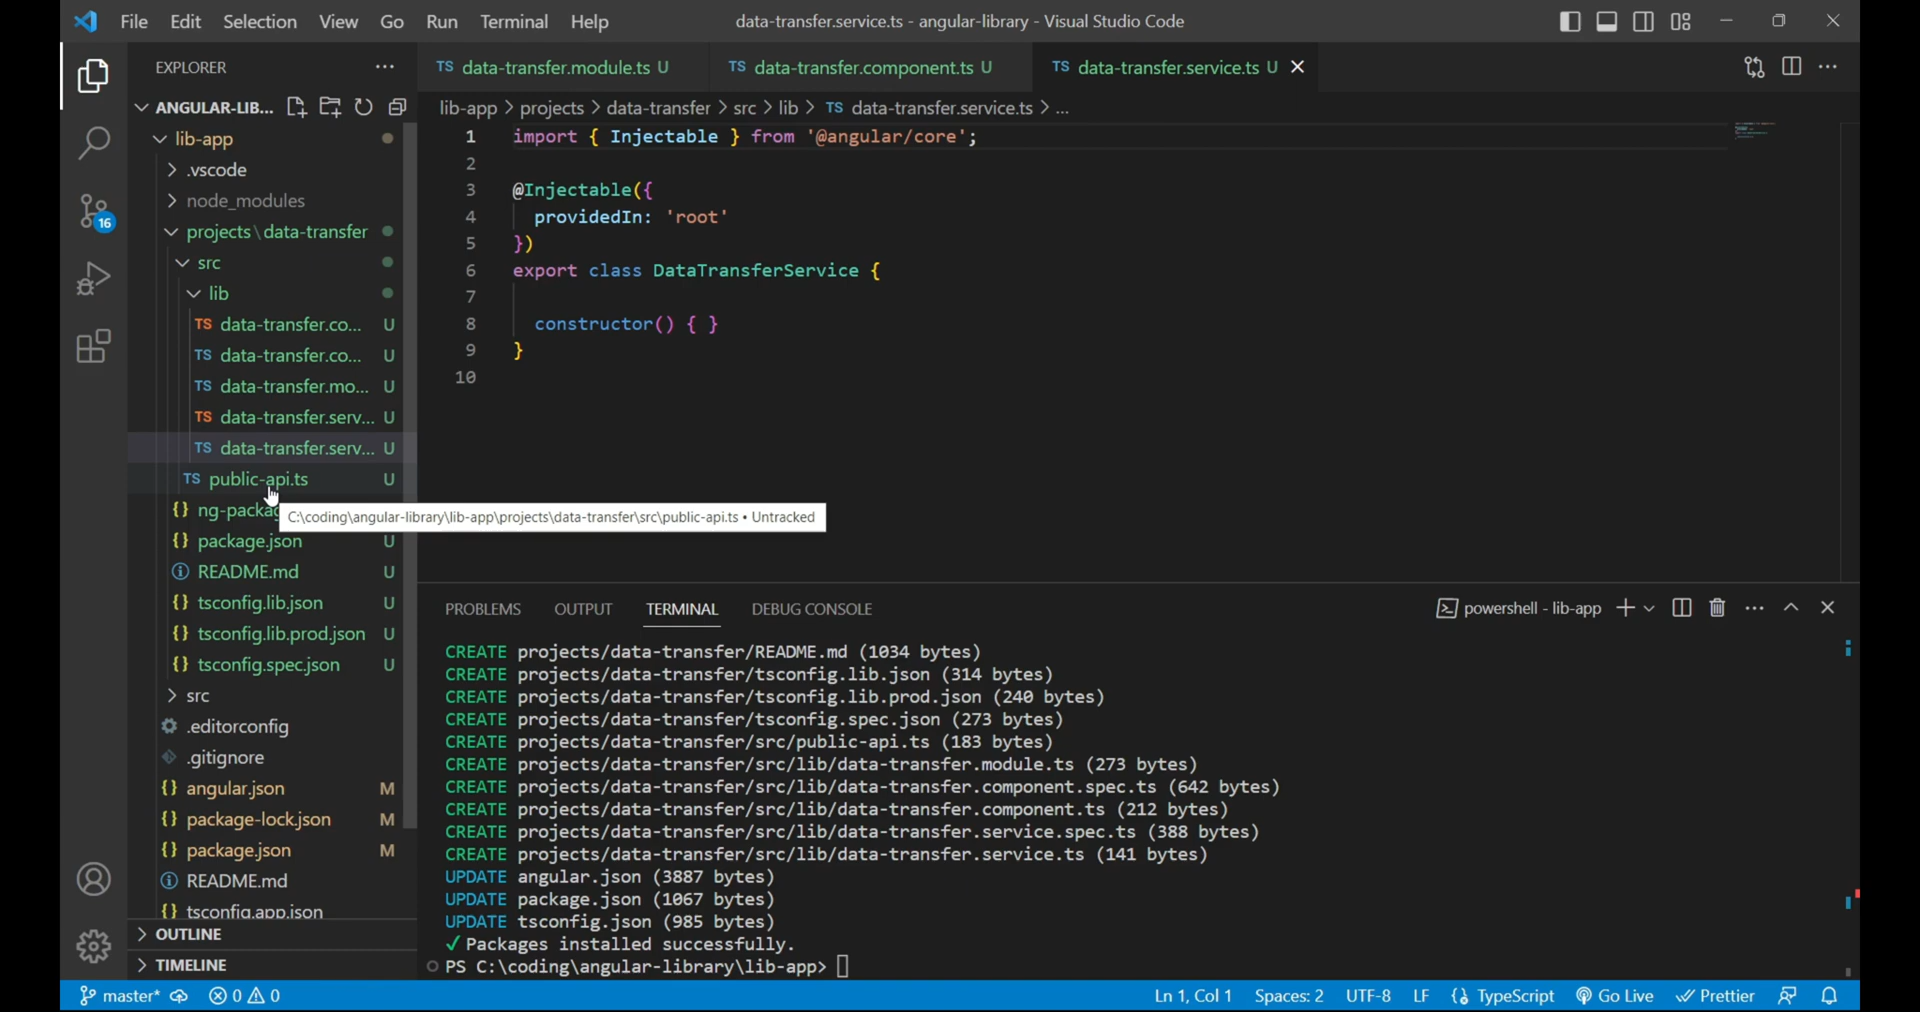 File Edit Selection View Go Run Terminal Help
data-transfer.service.ts - angular-library - Visual Studio Code
EXPLORER
ANGULAR-LIB...
lib-app
.vscode
node_modules
projects\data-transfer
src
lib
TS data-transfer.co... U
TS data-transfer.co... U
TS data-transfer.mo... U
TS data-transfer.serv... U
TS data-transfer.serv... U
TS public-api.ts U
{} ng-packag
C:\coding\angular-library\lib-app\projects\data-transfer\src\public-api.ts • Untracked
{} package.json U
README.md U
{} tsconfig.lib.json U
{} tsconfig.lib.prod.json U
{} tsconfig.spec.json U
src
.editorconfig
.gitignore
{} angular.json M
{} package-lock.json M
{} package.json M
README.md
{} tsconfig.app.json
OUTLINE
TIMELINE
16
TS data-transfer.module.ts U
TS data-transfer.component.ts U
TS data-transfer.service.ts U
lib-app > projects > data-transfer > src > lib > TS data-transfer.service.ts > ...
1 import { Injectable } from '@angular/core';
2
3 @Injectable({
4 providedIn: 'root'
5 })
6 export class DataTransferService {
7
8 constructor() { }
9 }
10
PROBLEMS OUTPUT TERMINAL DEBUG CONSOLE
powershell - lib-app
CREATE projects/data-transfer/README.md (1034 bytes)
CREATE projects/data-transfer/tsconfig.lib.json (314 bytes)
CREATE projects/data-transfer/tsconfig.lib.prod.json (240 bytes)
CREATE projects/data-transfer/tsconfig.spec.json (273 bytes)
CREATE projects/data-transfer/src/public-api.ts (183 bytes)
CREATE projects/data-transfer/src/lib/data-transfer.module.ts (273 bytes)
CREATE projects/data-transfer/src/lib/data-transfer.component.spec.ts (642 bytes)
CREATE projects/data-transfer/src/lib/data-transfer.component.ts (212 bytes)
CREATE projects/data-transfer/src/lib/data-transfer.service.spec.ts (388 bytes)
CREATE projects/data-transfer/src/lib/data-transfer.service.ts (141 bytes)
UPDATE angular.json (3887 bytes)
UPDATE package.json (1067 bytes)
UPDATE tsconfig.json (985 bytes)
✓ Packages installed successfully.
PS C:\coding\angular-library\lib-app>
master* 0 0
Ln 1, Col 1 Spaces: 2 UTF-8 LF {} TypeScript Go Live Prettier